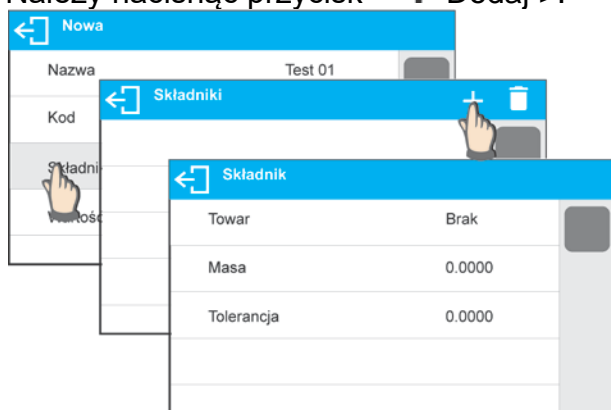 Należy nacisnąć przycisk + Dodaj >.
Nowa
Nazwa Test 01
Kod
Składniki
Składni
Składnik
Towar Brak
Masa 0.0000
Tolerancja 0.0000